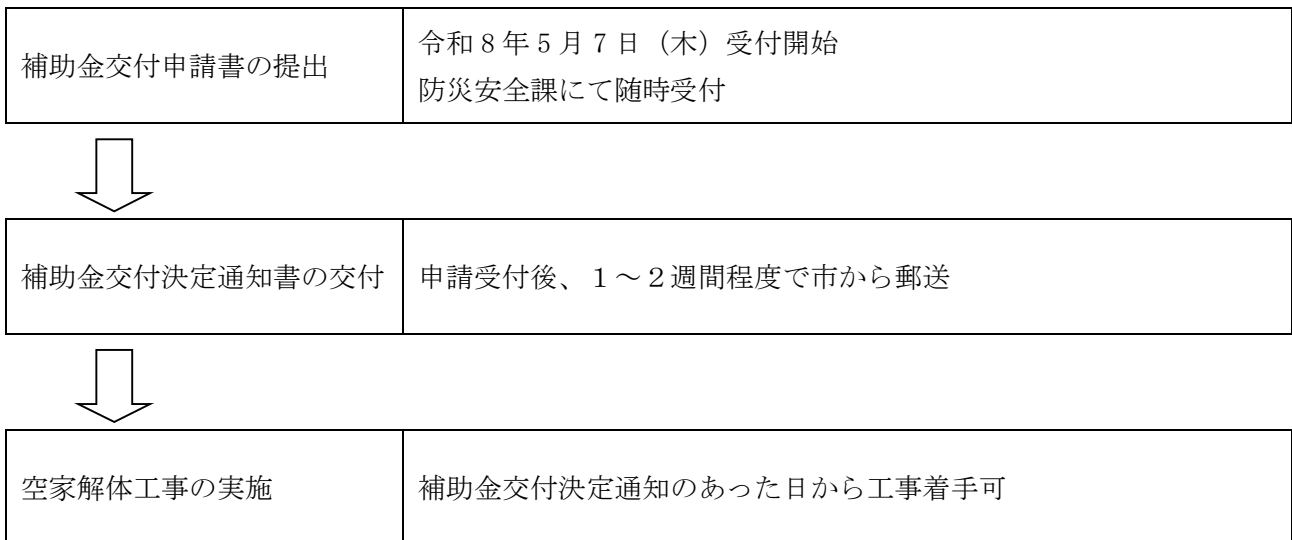 補助金交付申請書の提出
令和8年5月7日（木）受付開始
防災安全課にて随時受付
補助金交付決定通知書の交付
申請受付後、１～２週間程度で市から郵送
空家解体工事の実施
補助金交付決定通知のあった日から工事着手可